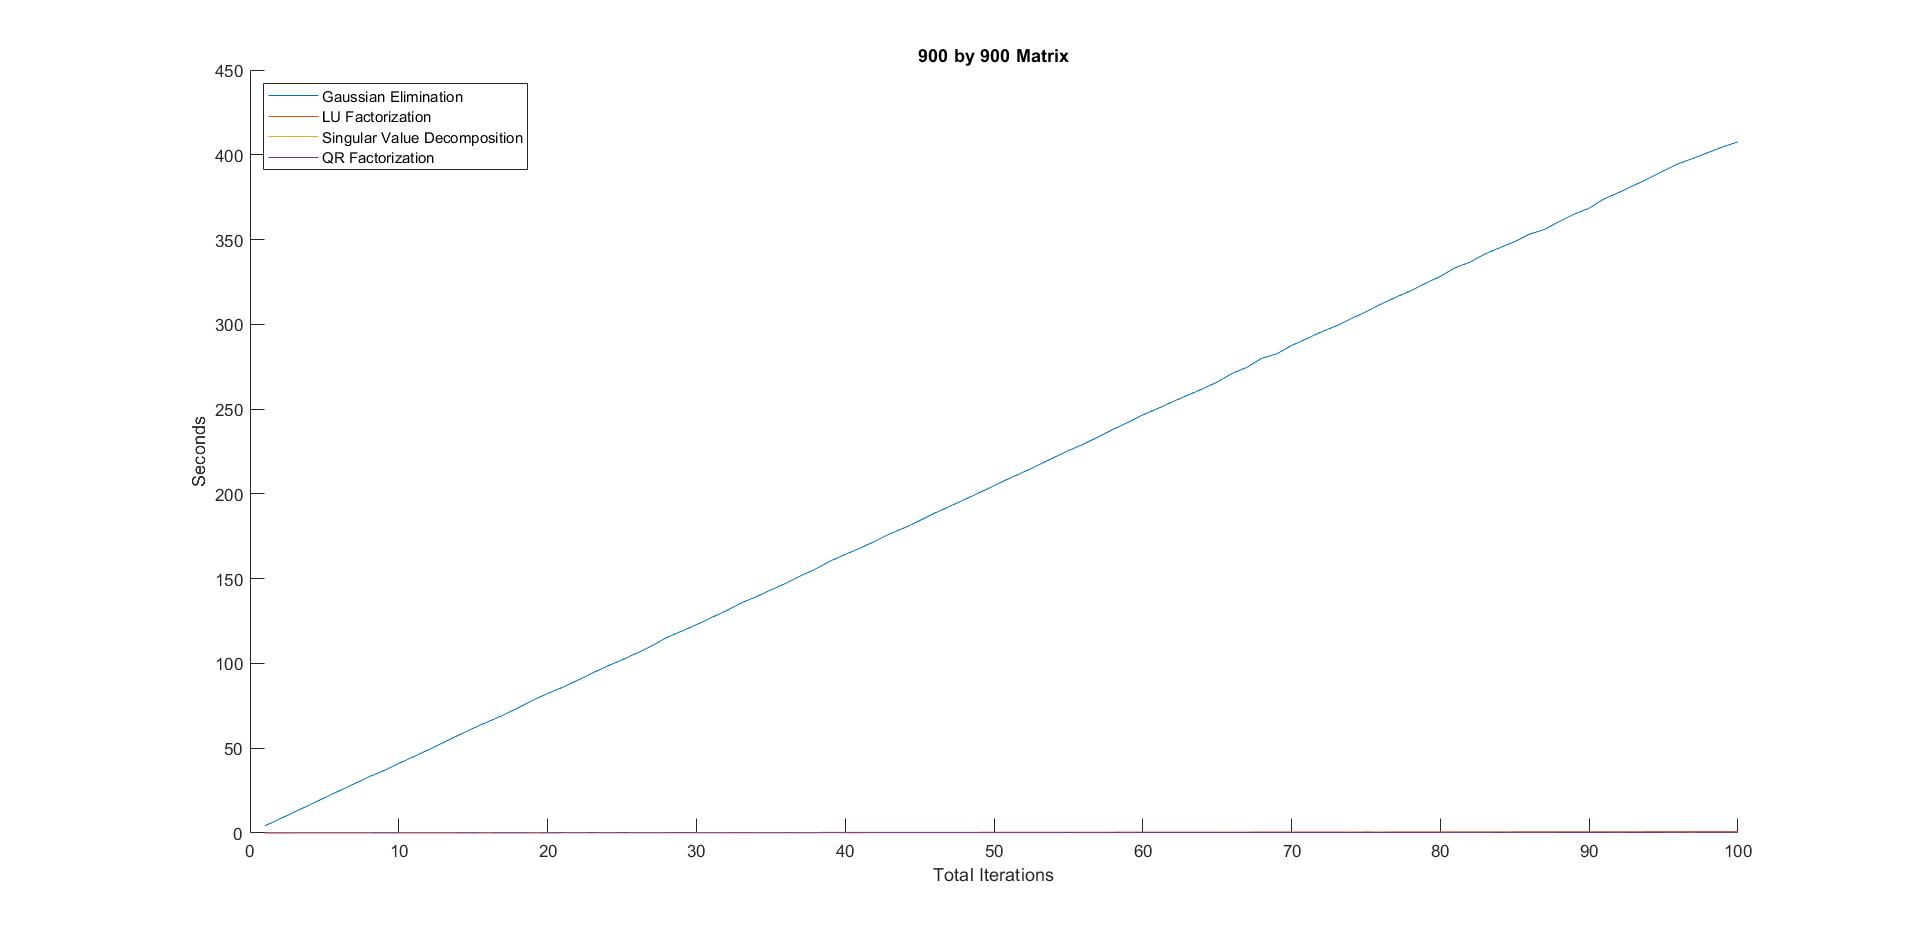 900 by 900 Matrix
Gaussian Elimination
LU Factorization
Singular Value Decomposition
QR Factorization
450
400
350
300
250
200
150
100
50
0
Seconds
0 10 20 30 40 50 60 70 80 90 100
Total Iterations